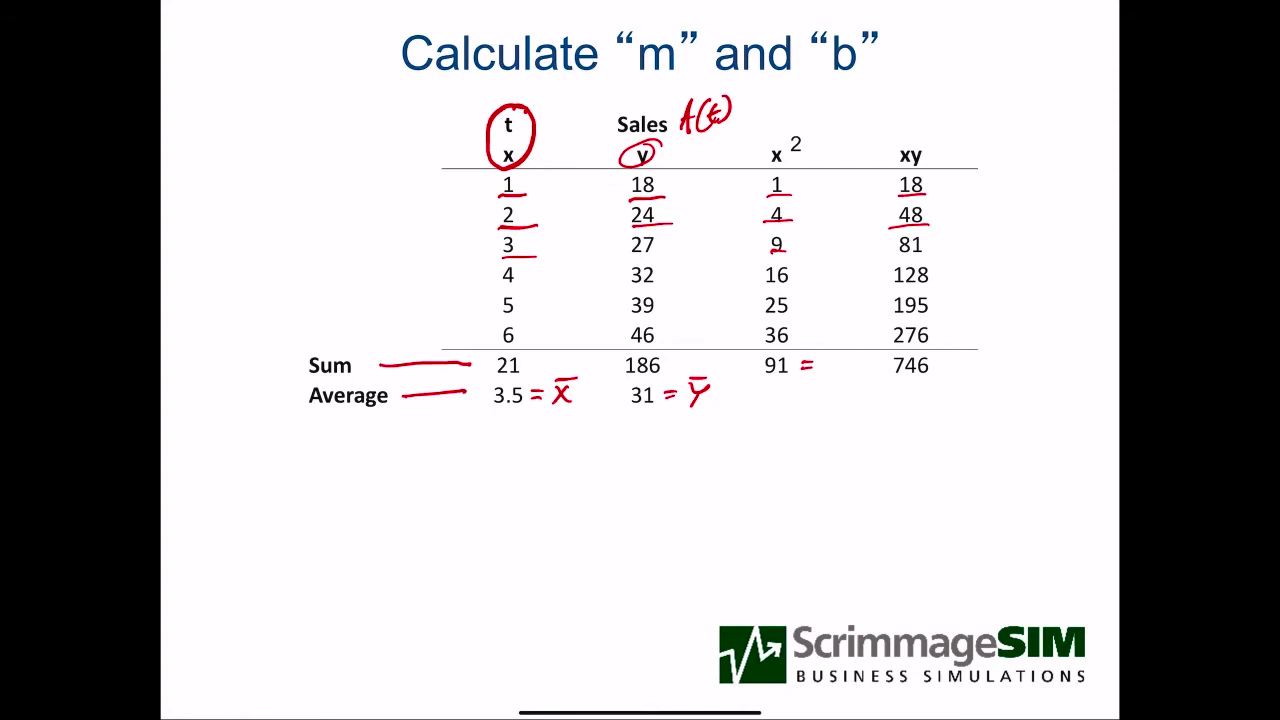 Calculate “m” and “b”
t Sales A(t)
x y x 2 xy
1 18 1 18
2 24 4 48
3 27 9 81
4 32 16 128
5 39 25 195
6 46 36 276
Sum 21 186 91 = 746
Average 3.5 = X̅ 31 = Y̅
ScrimmageSIM
BUSINESS SIMULATIONS